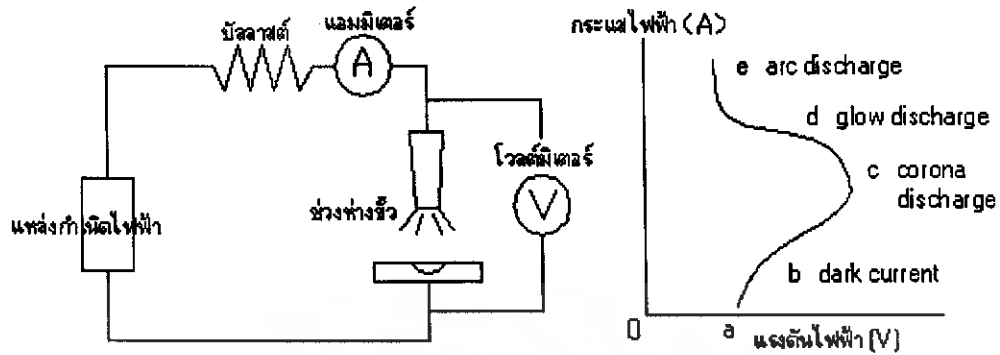 บัลลาสต์
แอมมิเตอร์
A
ช่วงห่างขั้ว
โวลต์มิเตอร์
V
แหล่งกำเนิดไฟฟ้า
กระแสไฟฟ้า (A)
e arc discharge
d glow discharge
c corona
discharge
b dark current
0
a
แรงดันไฟฟ้า (V)